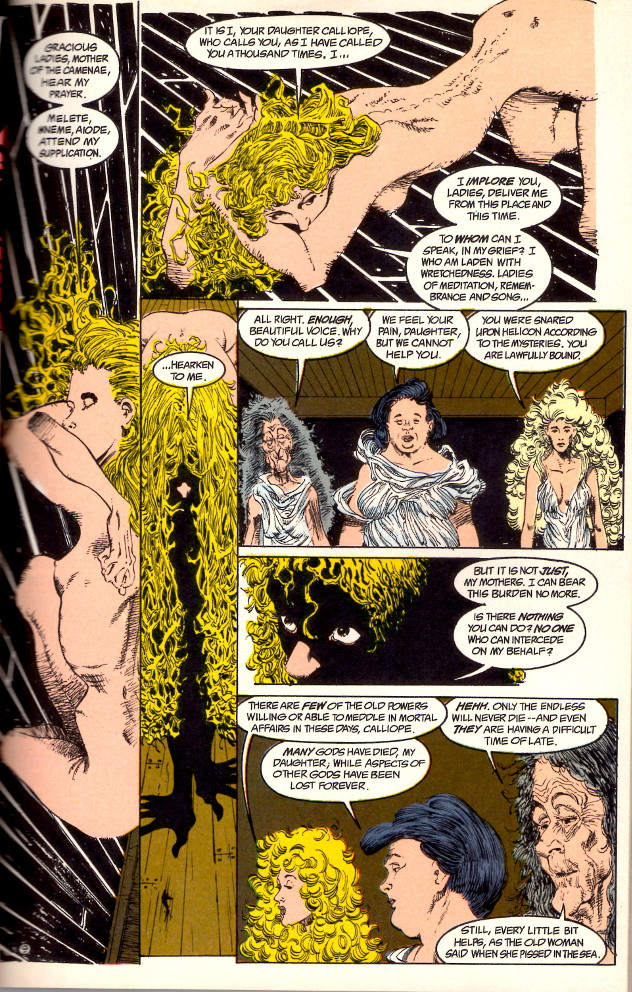 GRACIOUS
LADIES, MOTHER
OF THE CAMENAE,
HEAR MY
PRAYER.
MELETE,
MNEME, AIODE,
ATTEND MY
SUPPLICATION.
IT IS I, YOUR DAUGHTER CALLIOPE,
WHO CALLS YOU, AS I HAVE CALLED
YOU A THOUSAND TIMES. I...
I IMPLORE YOU,
LADIES, DELIVER ME
FROM THIS PLACE AND
THIS TIME.
TO WHOM CAN I
SPEAK, IN MY GRIEF? I
WHO AM LADEN WITH
WRETCHEDNESS. LADIES
OF MEDITATION, REMEM-
BRANCE AND SONG...
...HEARKEN
TO ME.
ALL RIGHT. ENOUGH,
BEAUTIFUL VOICE. WHY
DO YOU CALL US?
WE FEEL YOUR
PAIN, DAUGHTER,
BUT WE CANNOT
HELP YOU.
YOU WERE SNARED
UPON HELICON ACCORDING
TO THE MYSTERIES. YOU
ARE LAWFULLY BOUND.
BUT IT IS NOT JUST,
MY MOTHERS. I CAN BEAR
THIS BURDEN NO MORE.
IS THERE NOTHING
YOU CAN DO? NO ONE
WHO CAN INTERCEDE
ON MY BEHALF?
THERE ARE FEW OF THE OLD POWERS
WILLING OR ABLE TO MEDDLE IN MORTAL
AFFAIRS IN THESE DAYS, CALLIOPE.
MANY GODS HAVE DIED, MY
DAUGHTER; WHILE ASPECTS OF
OTHER GODS HAVE BEEN
LOST FOREVER.
HEHH. ONLY THE ENDLESS
WILL NEVER DIE--AND EVEN
THEY ARE HAVING A DIFFICULT
TIME OF LATE.
STILL, EVERY LITTLE BIT
HELPS, AS THE OLD WOMAN
SAID WHEN SHE PISSED IN THE SEA.